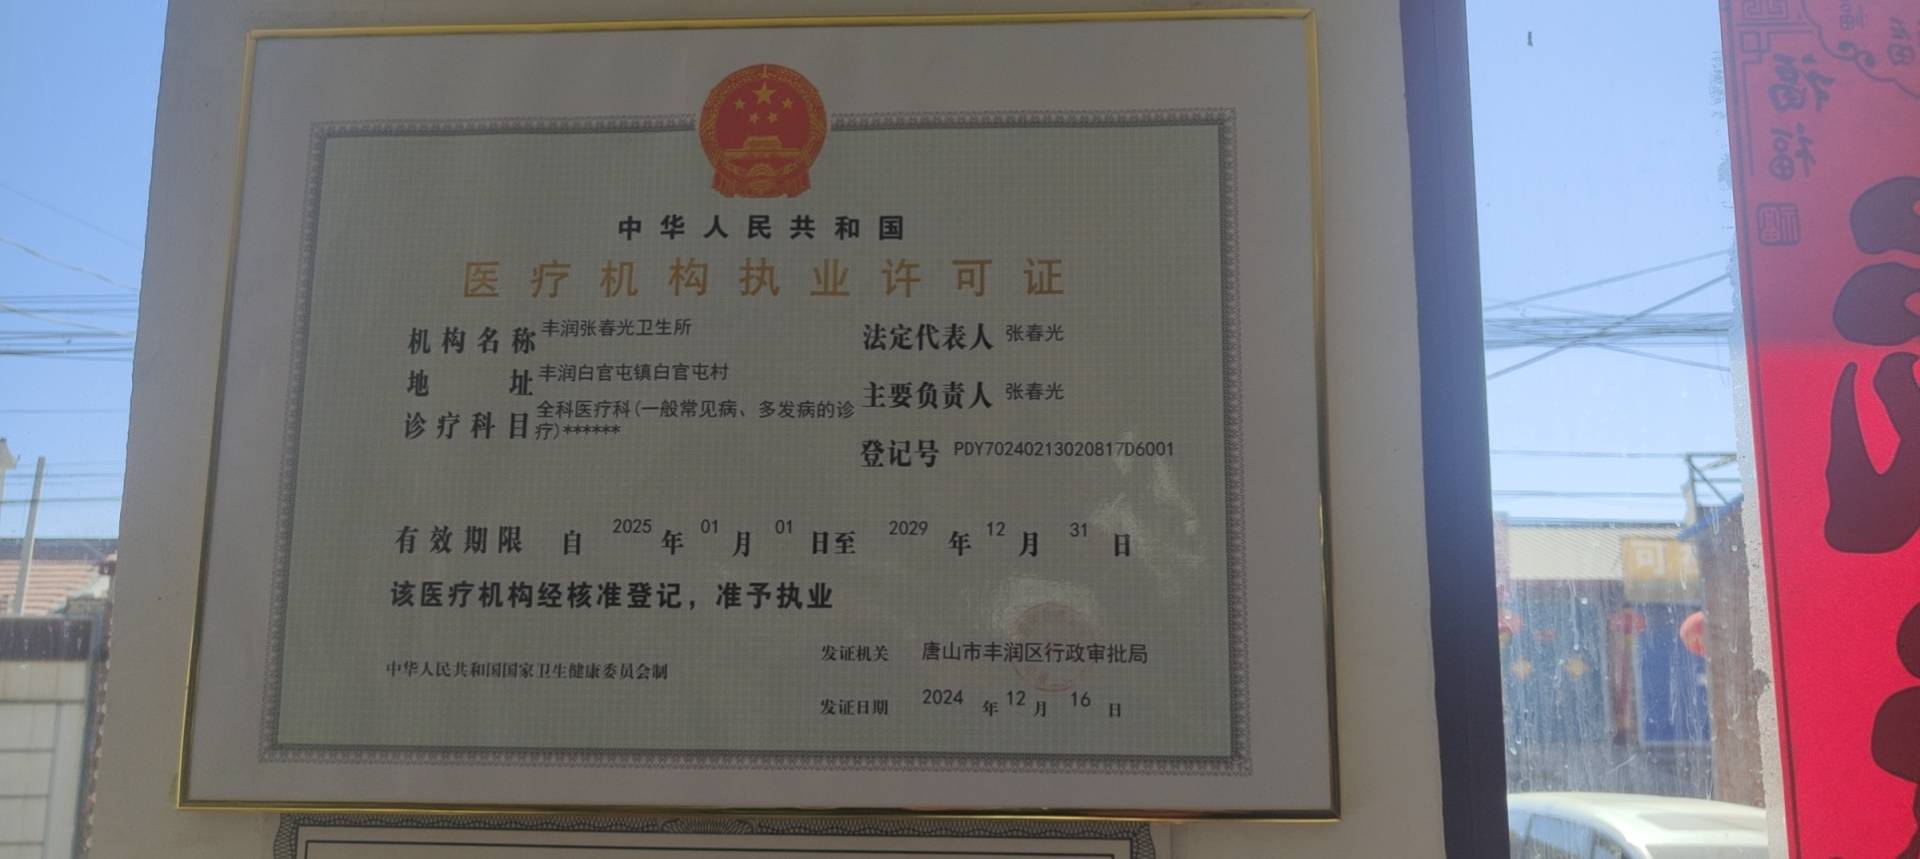 中华人民共和国
医疗机构执业许可证
机构名称 丰润张春光卫生所
地址 丰润白官屯镇白官屯村
诊疗科目 全科医疗科(一般常见病、多发病的诊
疗)******
法定代表人 张春光
主要负责人 张春光
登记号 PDY70240213020817D6001
有效期限 自 2025 年 01 月 01 日至 2029 年 12 月 31 日
该医疗机构经核准登记，准予执业
中华人民共和国国家卫生健康委员会制
发证机关 唐山市丰润区行政审批局
发证日期 2024 年 12 月 16 日
福
福